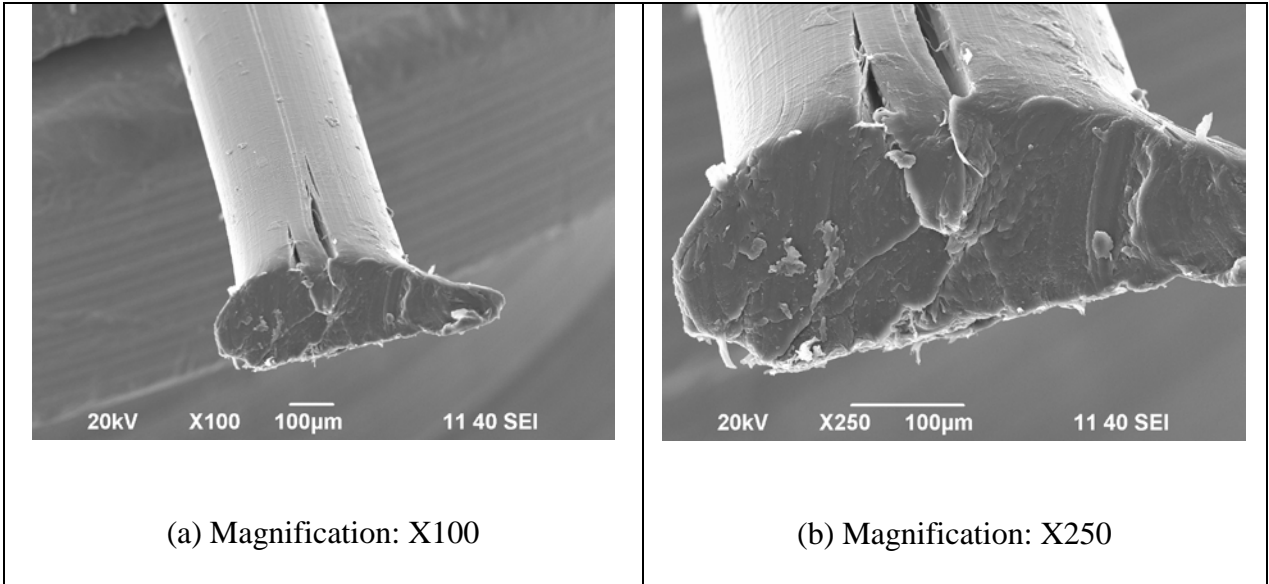 20kV X100 100µm 11 40 SEI
(a) Magnification: X100
20kV X250 100µm 11 40 SEI
(b) Magnification: X250